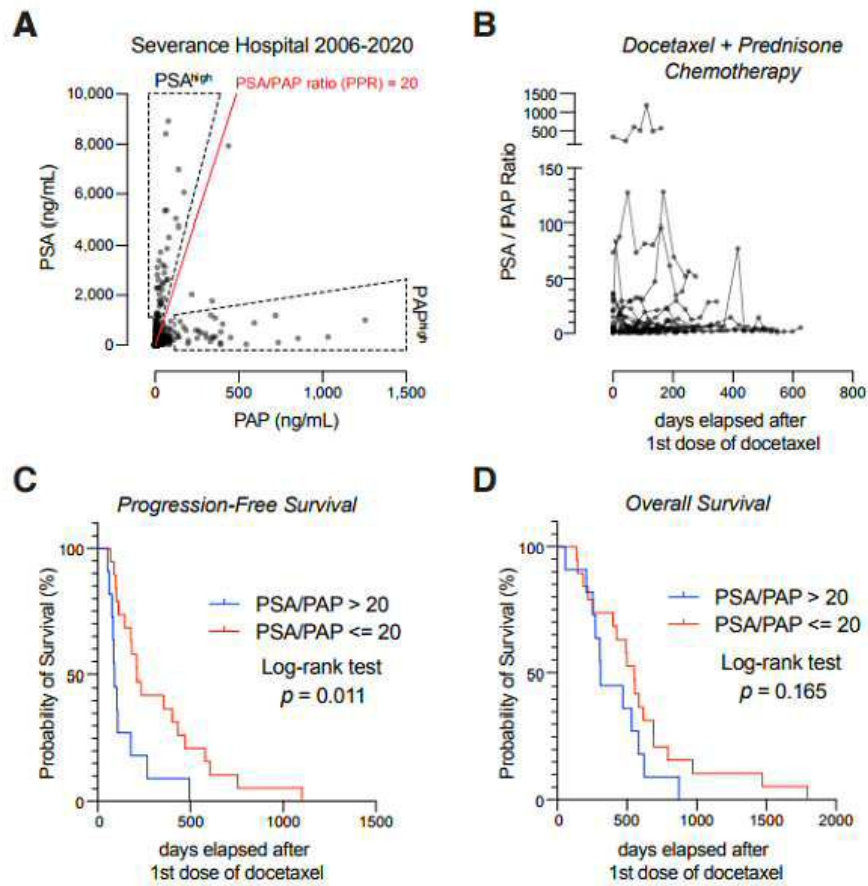 A
Severance Hospital 2006-2020
PSAhigh
PSA/PAP ratio (PPR) = 20
10,000
8,000
6,000
4,000
2,000
0
PSA (ng/mL)
PAPhigh
0
500
1,000
1,500
PAP (ng/mL)
B
Docetaxel + Prednisone
Chemotherapy
1500
1000
500
150
100
50
0
PSA / PAP Ratio
0
200
400
600
800
days elapsed after
1st dose of docetaxel
C
Progression-Free Survival
100
50
0
Probability of Survival (%)
PSA/PAP > 20
PSA/PAP <= 20
Log-rank test
p = 0.011
0
500
1000
1500
days elapsed after
1st dose of docetaxel
D
Overall Survival
100
50
0
Probability of Survival (%)
PSA/PAP > 20
PSA/PAP <= 20
Log-rank test
p = 0.165
0
500
1000
1500
2000
days elapsed after
1st dose of docetaxel